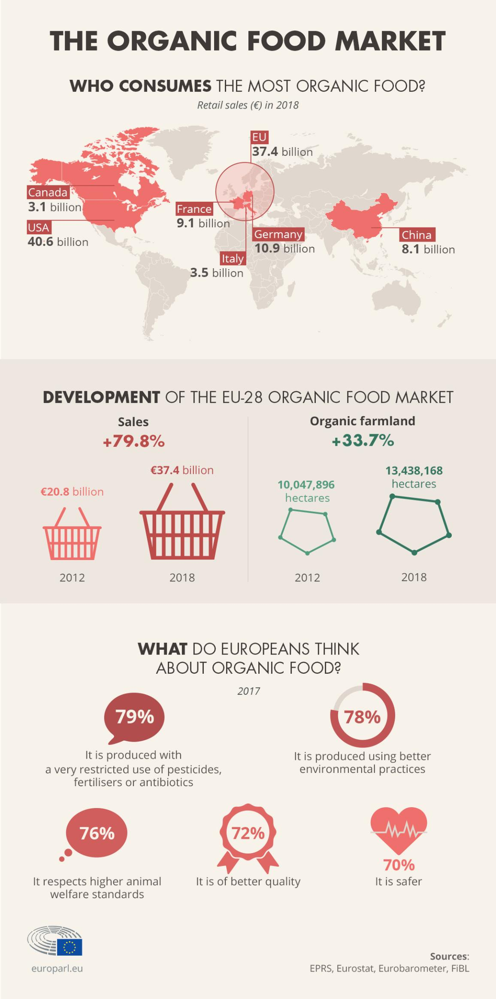 THE ORGANIC FOOD MARKET
WHO CONSUMES THE MOST ORGANIC FOOD?
Retail sales (€) in 2018
EU
37.4 billion
Canada
3.1 billion
USA
40.6 billion
France
9.1 billion
Germany
10.9 billion
Italy
3.5 billion
China
8.1 billion
DEVELOPMENT OF THE EU-28 ORGANIC FOOD MARKET
Sales
+79.8%
€20.8 billion
€37.4 billion
2012
2018
Organic farmland
+33.7%
10,047,896
hectares
13,438,168
hectares
2012
2018
WHAT DO EUROPEANS THINK
ABOUT ORGANIC FOOD?
2017
79%
It is produced with
a very restricted use of pesticides,
fertilisers or antibiotics
78%
It is produced using better
environmental practices
76%
It respects higher animal
welfare standards
72%
It is of better quality
70%
It is safer
europarl.eu
Sources:
EPRS, Eurostat, Eurobarometer, FiBL